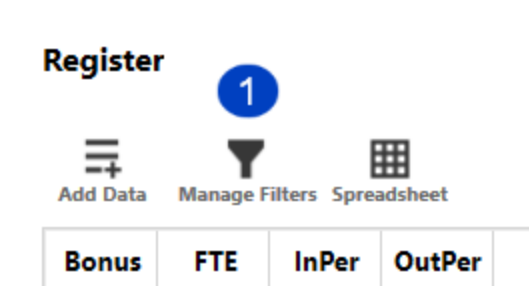 Register
1
Add Data Manage Filters Spreadsheet
Bonus FTE InPer OutPer